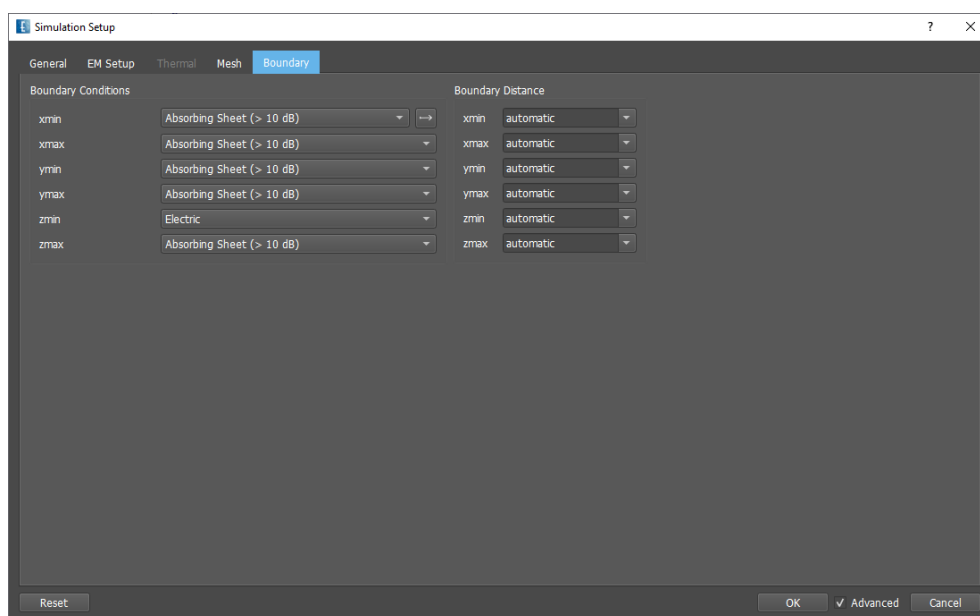 Simulation Setup ? ×
General EM Setup Thermal Mesh Boundary
Boundary Conditions Boundary Distance
xmin Absorbing Sheet (> 10 dB) xmin automatic
xmax Absorbing Sheet (> 10 dB) xmax automatic
ymin Absorbing Sheet (> 10 dB) ymin automatic
ymax Absorbing Sheet (> 10 dB) ymax automatic
zmin Electric zmin automatic
zmax Absorbing Sheet (> 10 dB) zmax automatic
Reset OK Advanced Cancel